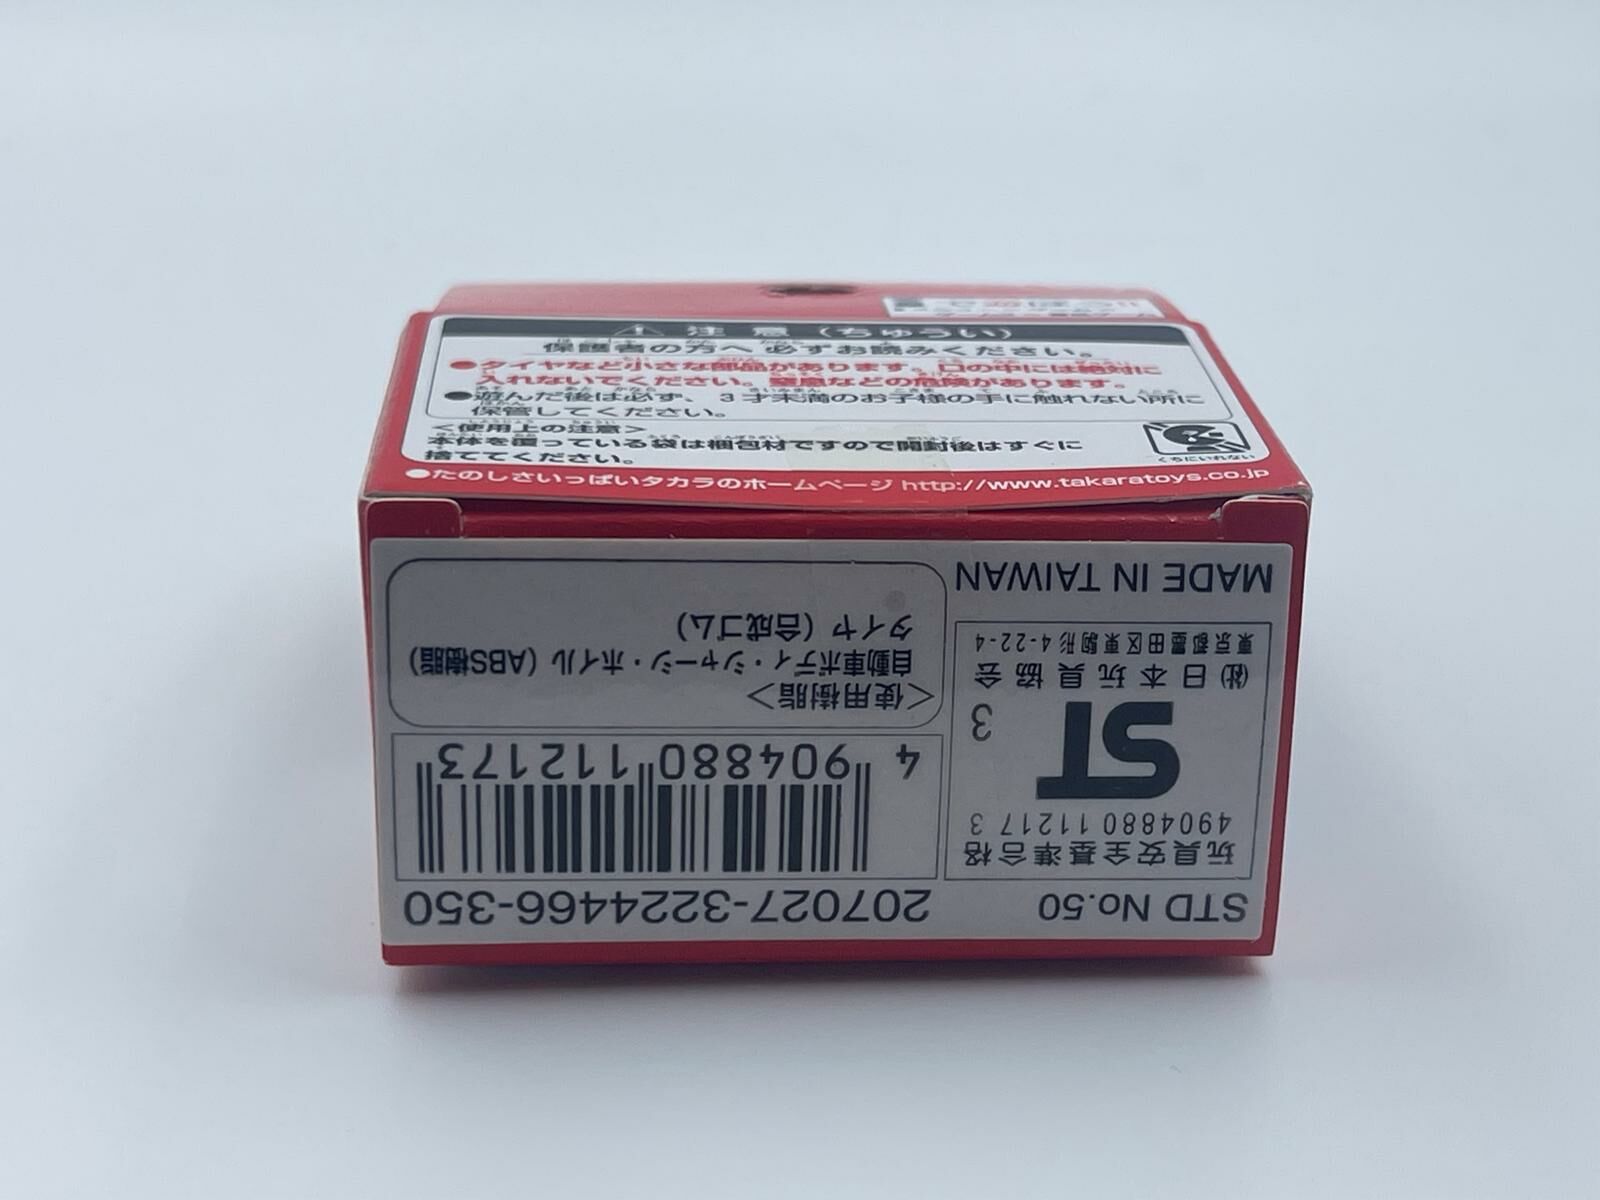 注意（ちゅうい）
保護者の方へ 必ずお読みください。
●タイヤなど小さな部品があります。口の中には絶対に
入れないでください。窒息などの危険があります。
●遊んだ後は必ず、3才未満のお子様の手に触れない所に
保管してください。
＜使用上の注意＞
本体を覆っている袋は梱包材ですので開封後はすぐに
捨ててください。
くちにいれない
●たのしさいっぱいタカラのホームページ http://www.takaratoys.co.jp
STD No.50
207027-3224466-350
玩具安全基準合格
4904880 11217 3
ST
3
(社)日本玩具協会
東京都墨田区東駒形4-22-4
MADE IN TAIWAN
4 904880 112173
＜使用樹脂＞
自動車ボディ・シャーシ・ホイル（ABS樹脂）
タイヤ（合成ゴム）